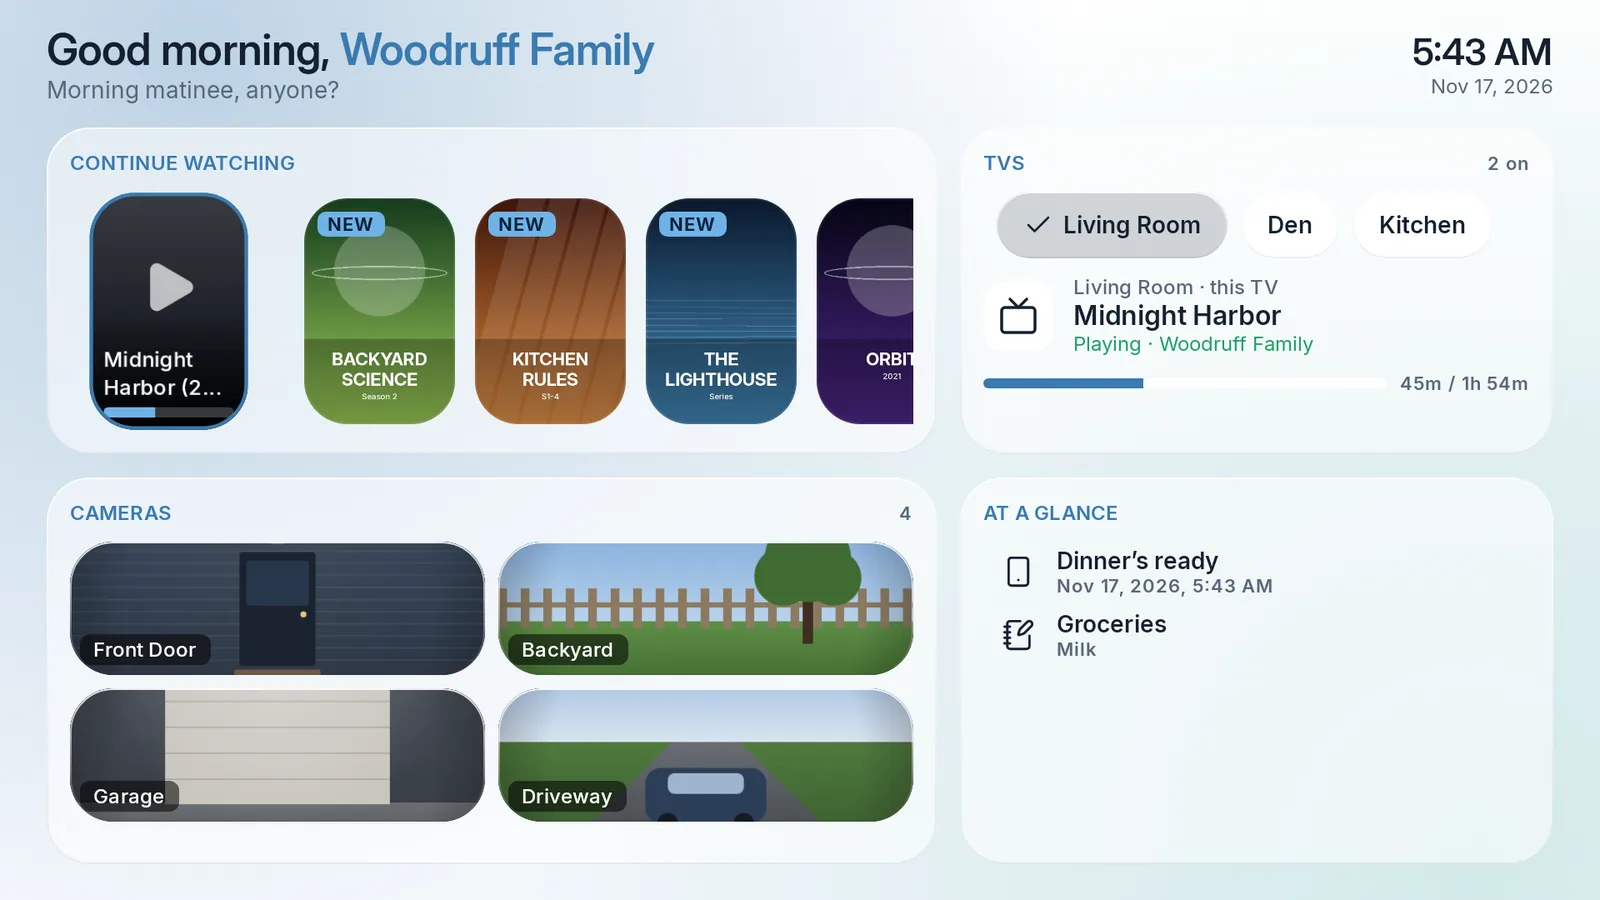 Good morning, Woodruff Family
Morning matinee, anyone?
5:43 AM
Nov 17, 2026
CONTINUE WATCHING
Midnight
Harbor (2...
NEW
BACKYARD
SCIENCE
Season 2
NEW
KITCHEN
RULES
S1-4
NEW
THE
LIGHTHOUSE
Series
ORBIT
2021
TVS
2 on
Living Room
Den
Kitchen
Living Room · this TV
Midnight Harbor
Playing · Woodruff Family
45m / 1h 54m
CAMERAS
4
Front Door
Backyard
Garage
Driveway
AT A GLANCE
Dinner’s ready
Nov 17, 2026, 5:43 AM
Groceries
Milk